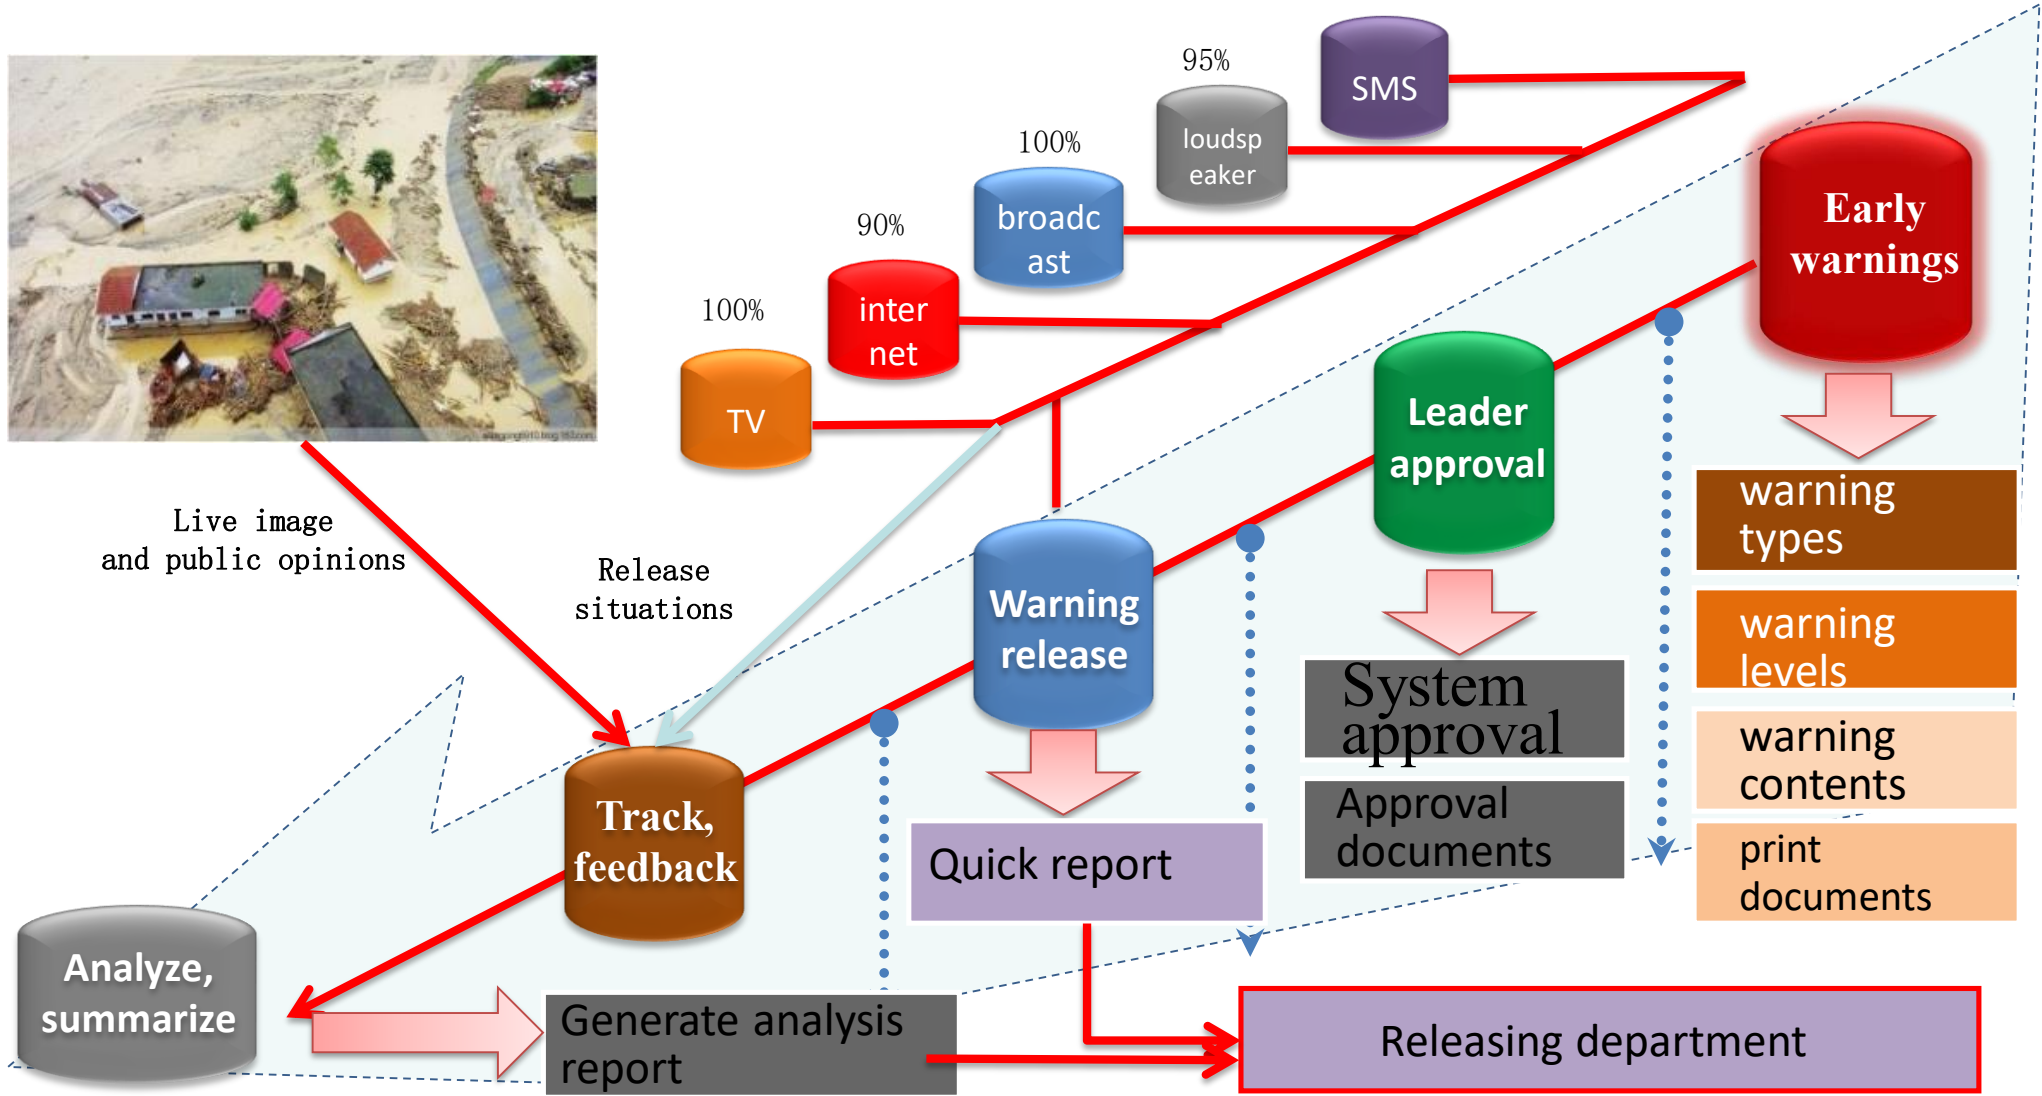 95%
SMS
loudsp
eaker
100%
broadc
ast
90%
inter
net
100%
TV
Early
warnings
Leader
approval
Live image
and public opinions
Release
situations
Warning
release
warning
types
warning
levels
warning
contents
print
documents
System
approval
Approval
documents
Track,
feedback
Quick report
Analyze,
summarize
Generate analysis
report
Releasing department